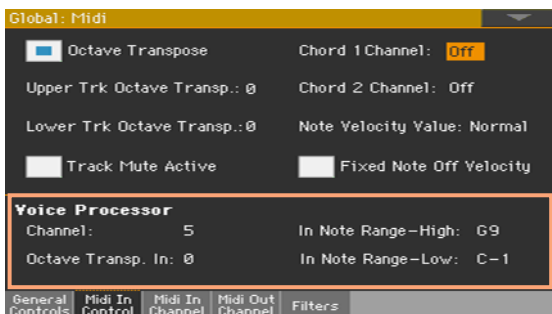 Global: Midi
Octave Transpose
Chord 1 Channel: Off
Upper Trk Octave Transp.: 0
Chord 2 Channel: Off
Lower Trk Octave Transp.:0
Note Velocity Value: Normal
Track Mute Active
Fixed Note Off Velocity
Voice Processor
Channel: 5
In Note Range-High: G9
Octave Transp. In: 0
In Note Range-Low: C-1
General Controls
Midi In Control
Midi In Channel
Midi Out Channel
Filters